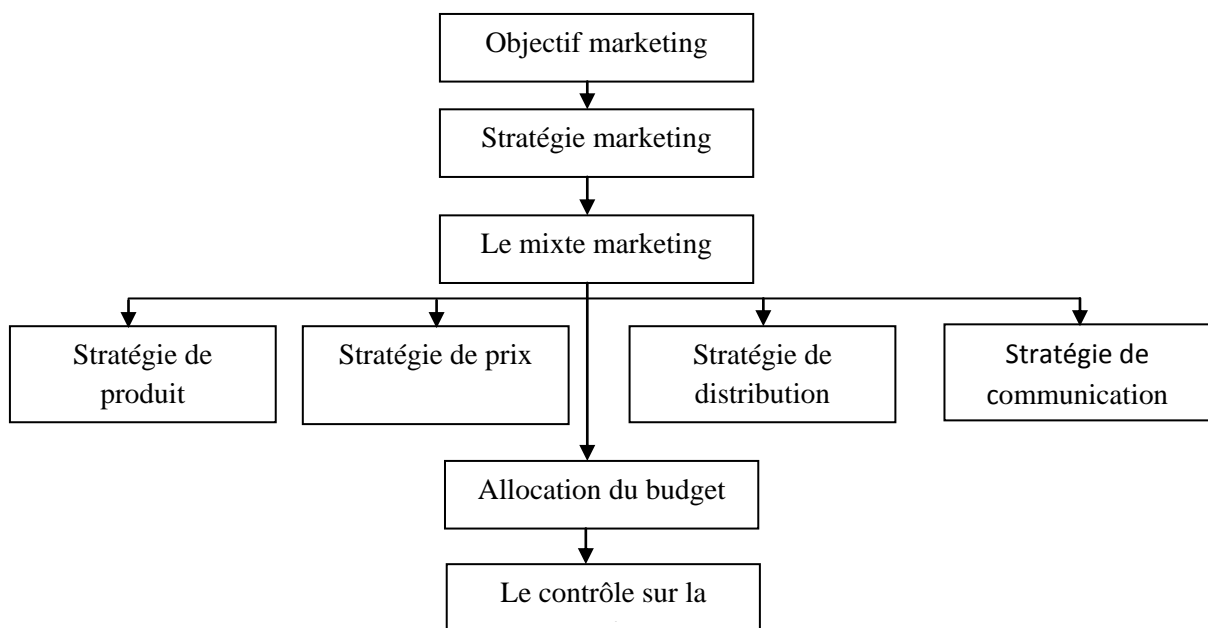 Objectif marketing
Stratégie marketing
Le mixte marketing
Stratégie de
produit
Stratégie de prix
Stratégie de
distribution
Stratégie de
communication
Allocation du budget
Le contrôle sur la